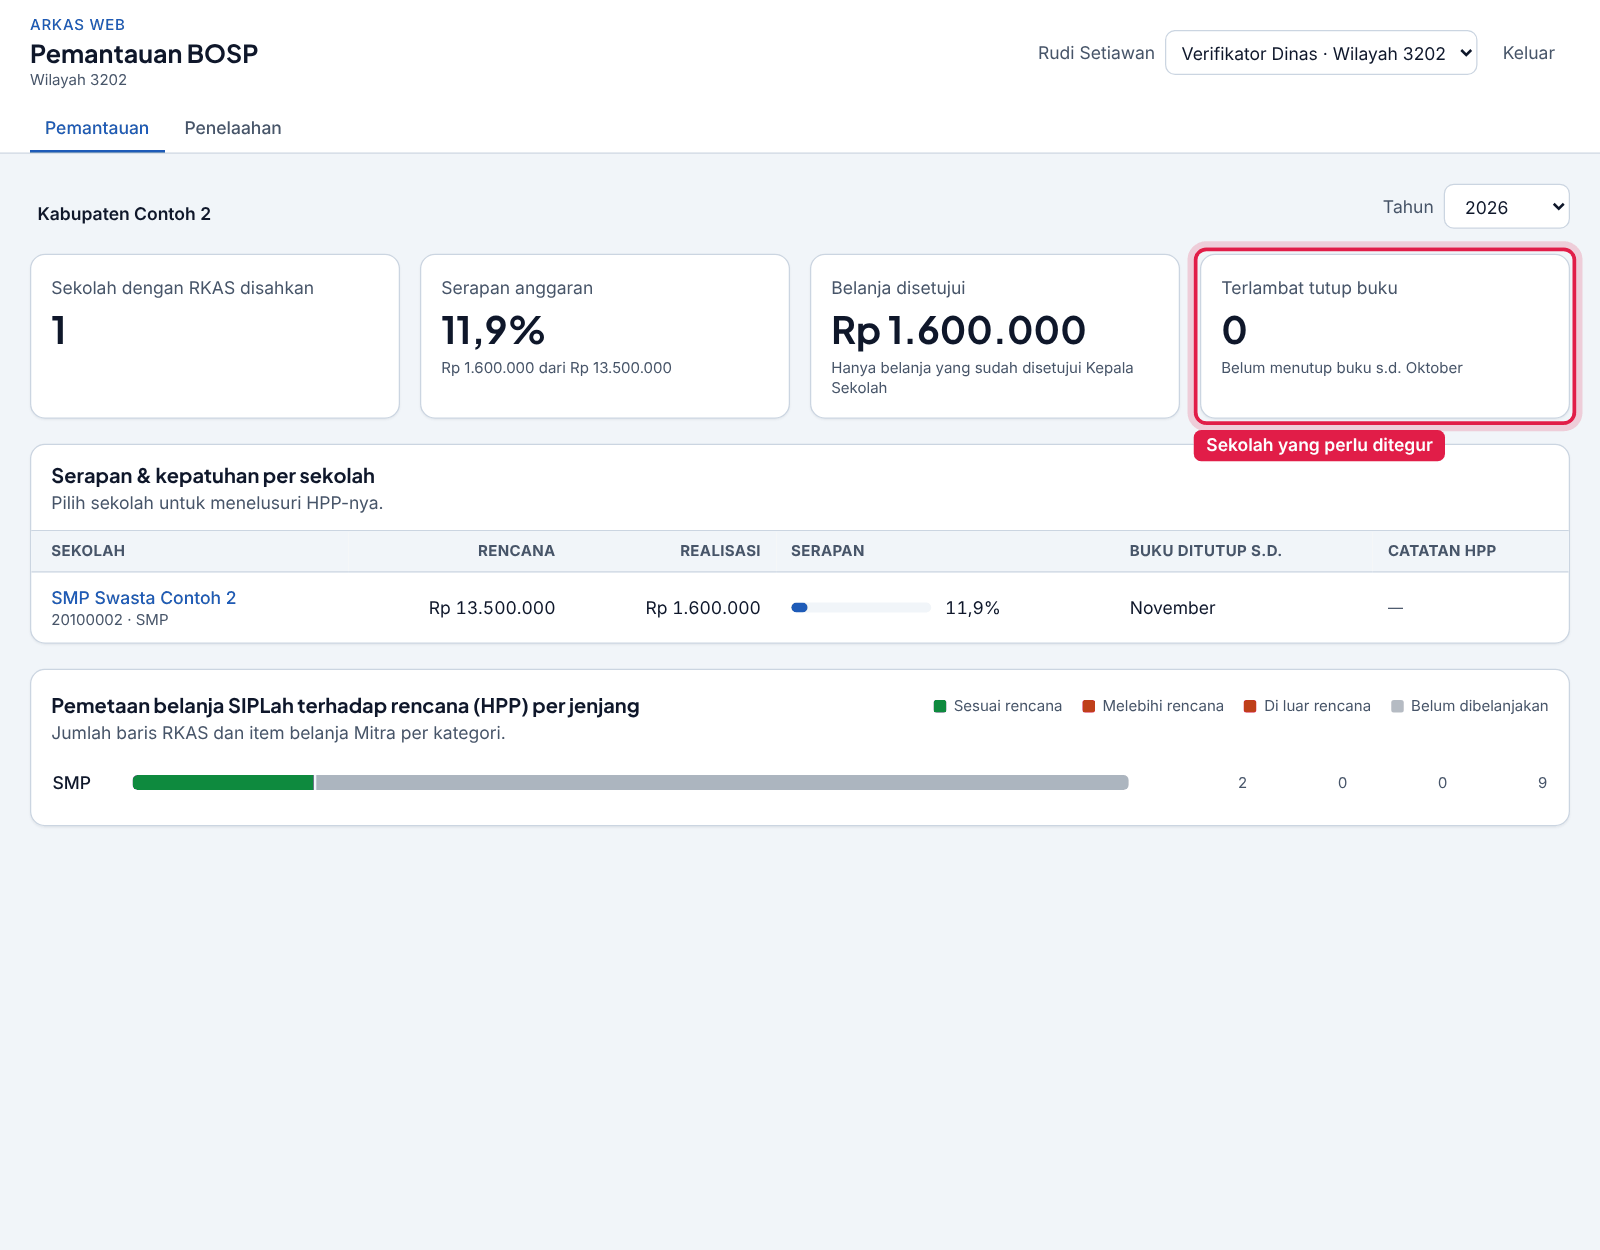 ARKAS WEB
Pemantauan BOSP
Wilayah 3202
Rudi Setiawan
Verifikator Dinas · Wilayah 3202
Keluar
Pemantauan
Penelaahan
Kabupaten Contoh 2
Tahun
2026
Sekolah dengan RKAS disahkan
1
Serapan anggaran
11,9%
Rp 1.600.000 dari Rp 13.500.000
Belanja disetujui
Rp 1.600.000
Hanya belanja yang sudah disetujui Kepala
Sekolah
Terlambat tutup buku
0
Belum menutup buku s.d. Oktober
Sekolah yang perlu ditegur
Serapan & kepatuhan per sekolah
Pilih sekolah untuk menelusuri HPP-nya.
SEKOLAH RENCANA REALISASI SERAPAN BUKU DITUTUP S.D. CATATAN HPP
SMP Swasta Contoh 2
20100002 · SMP
Rp 13.500.000 Rp 1.600.000 11,9% November —
Pemetaan belanja SIPLah terhadap rencana (HPP) per jenjang
Jumlah baris RKAS dan item belanja Mitra per kategori.
Sesuai rencana Melebihi rencana Di luar rencana Belum dibelanjakan
SMP 2 0 0 9